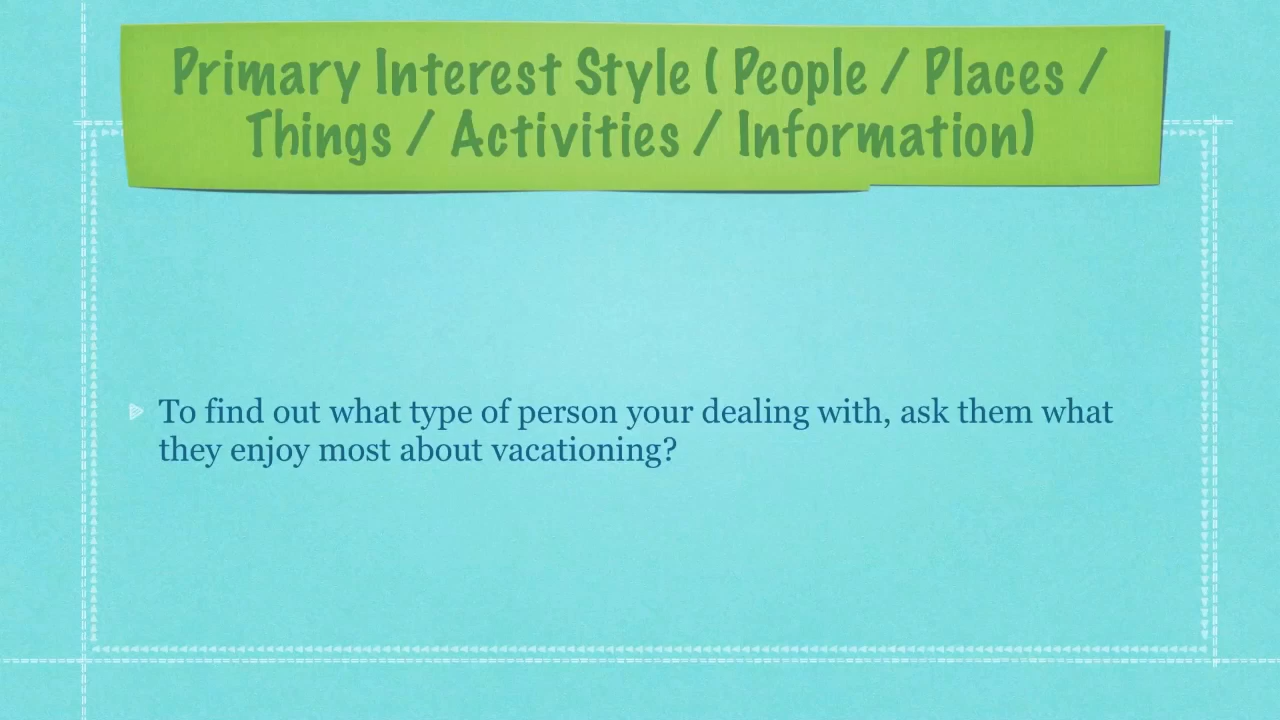 Primary Interest Style ( People / Places /
Things / Activities / Information)
To find out what type of person your dealing with, ask them what
they enjoy most about vacationing?